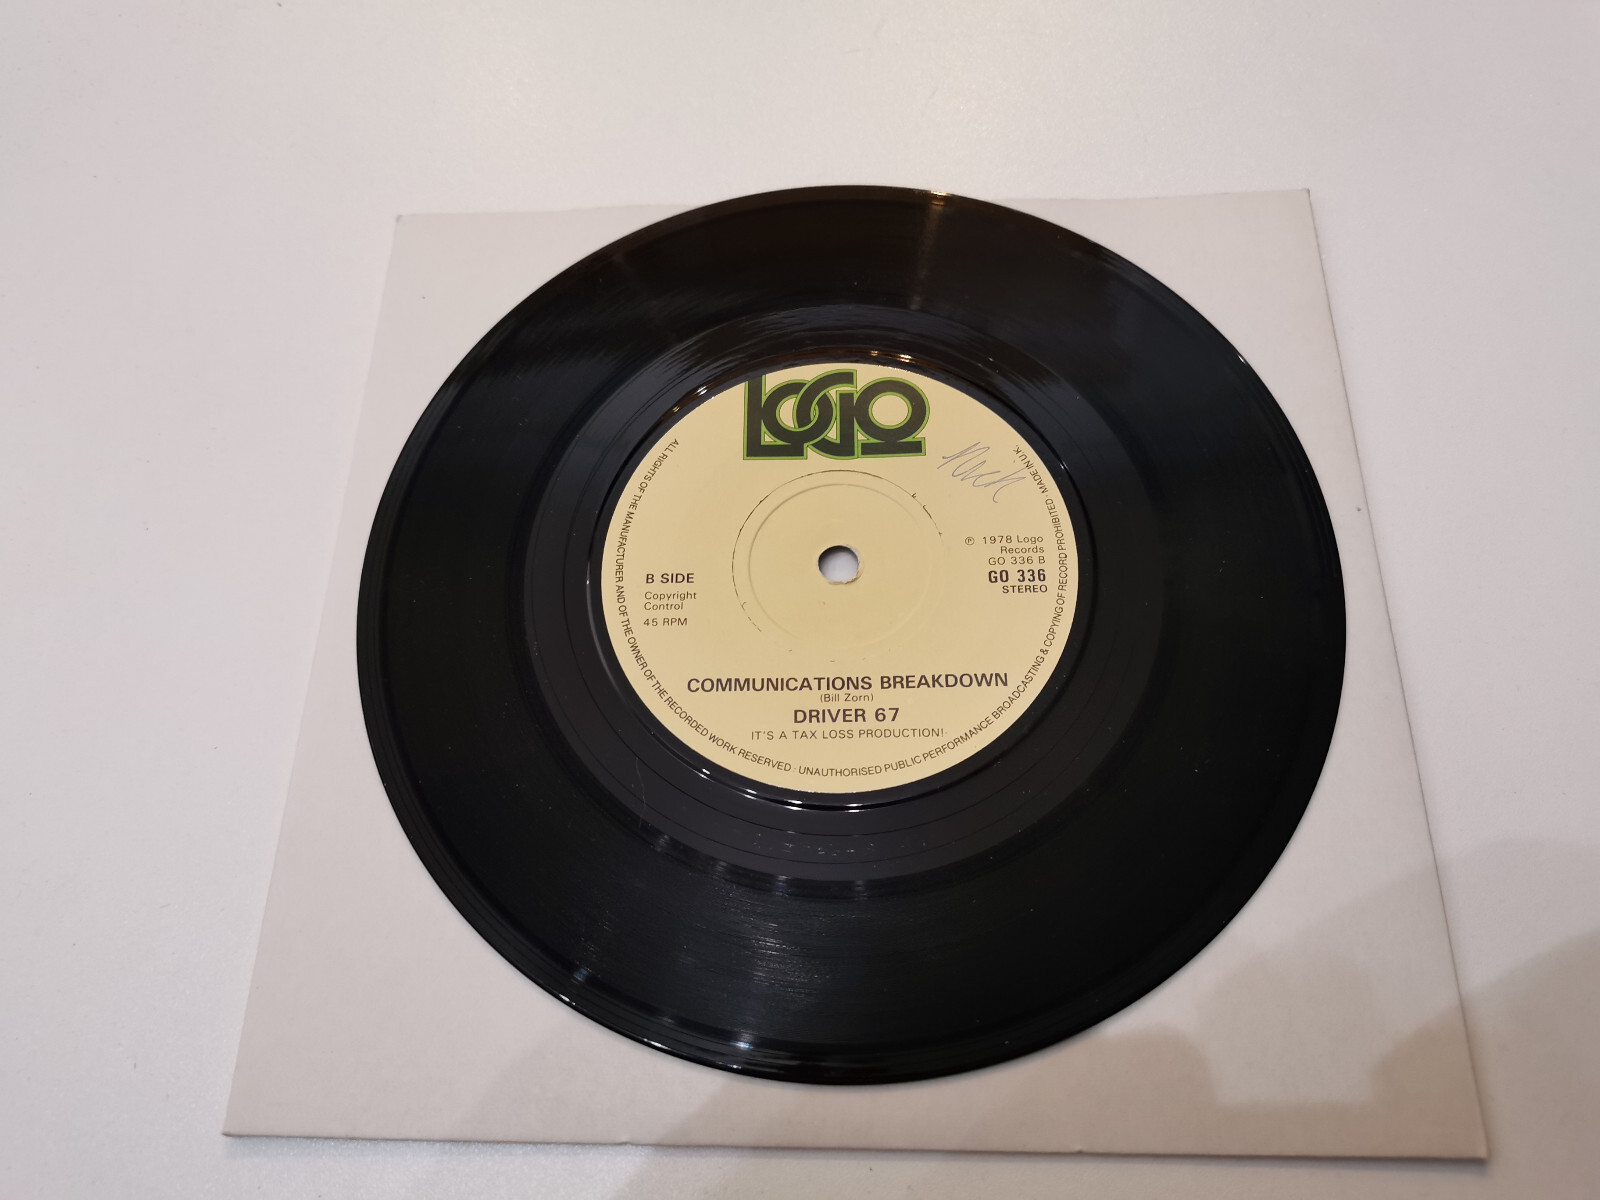 LOGO
Ⓟ 1978 Logo
Records
GO 336 B
GO 336
STEREO
B SIDE
Copyright
Control
45 RPM
COMMUNICATIONS BREAKDOWN
(Bill Zorn)
DRIVER 67
IT'S A TAX LOSS PRODUCTION!
ALL RIGHTS OF THE MANUFACTURER AND OF THE OWNER OF THE RECORDED WORK RESERVED · UNAUTHORISED PUBLIC PERFORMANCE BROADCASTING & COPYING OF RECORD PROHIBITED · MADE IN U.K.